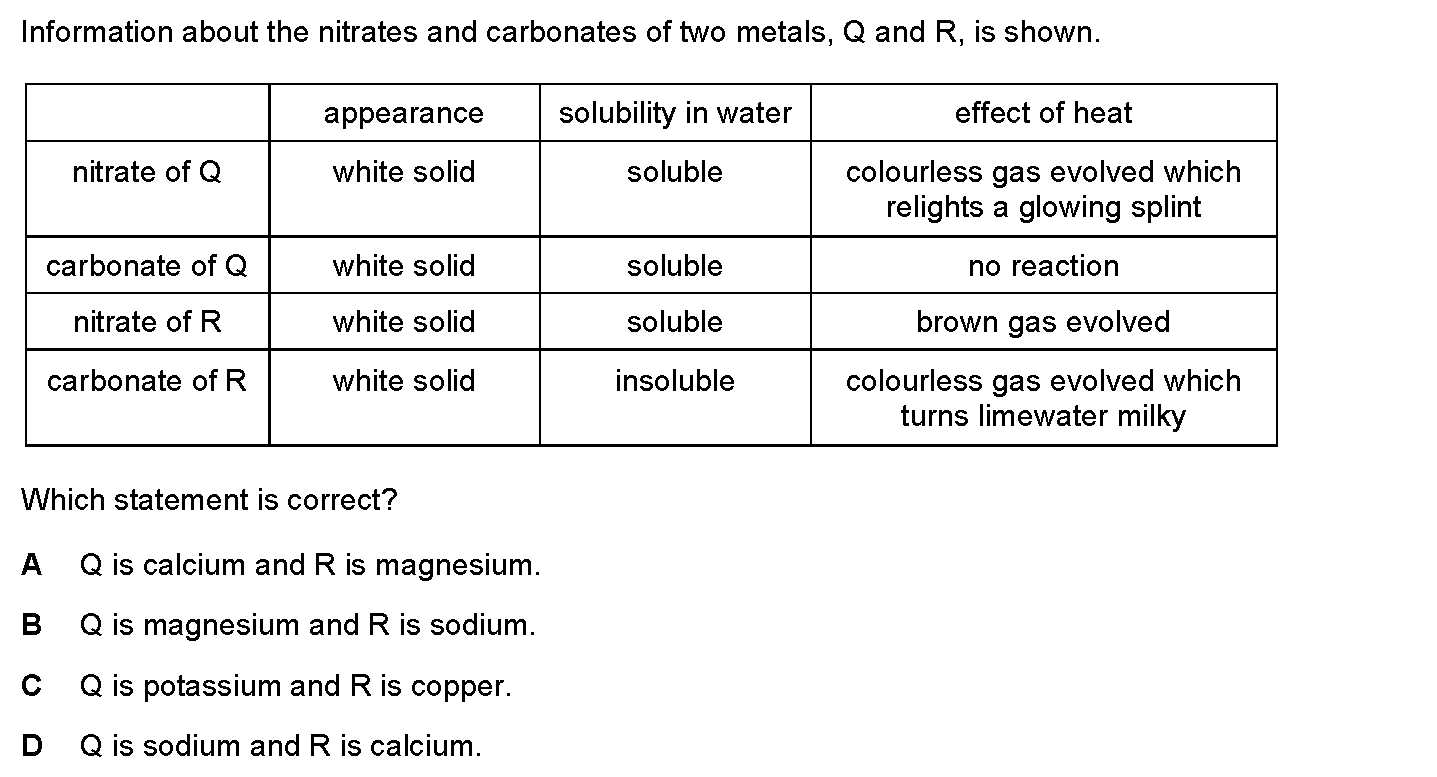 Information about the nitrates and carbonates of two metals, Q and R, is shown.
appearance solubility in water effect of heat
nitrate of Q white solid soluble colourless gas evolved which
relights a glowing splint
carbonate of Q white solid soluble no reaction
nitrate of R white solid soluble brown gas evolved
carbonate of R white solid insoluble colourless gas evolved which
turns limewater milky
Which statement is correct?
A Q is calcium and R is magnesium.
B Q is magnesium and R is sodium.
C Q is potassium and R is copper.
D Q is sodium and R is calcium.